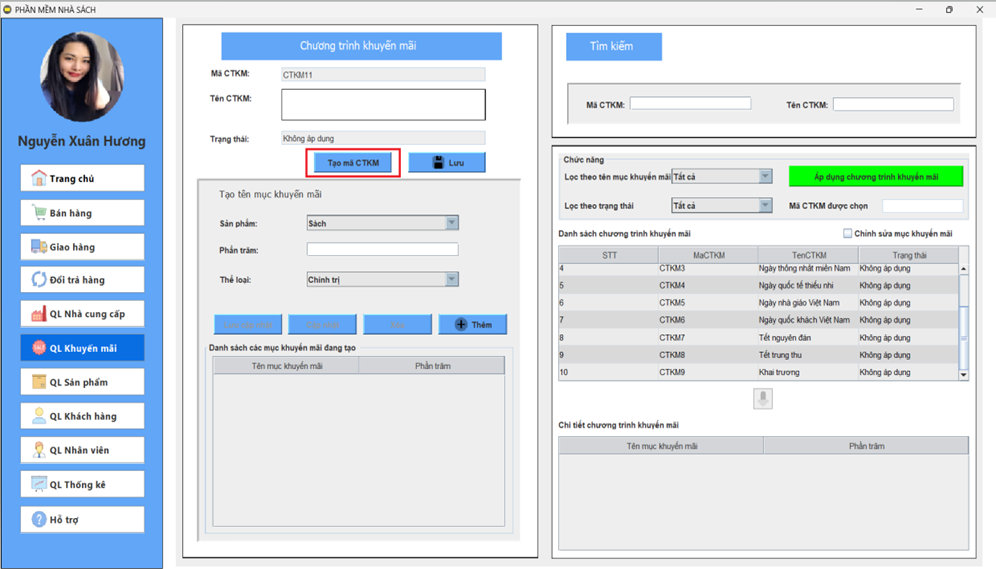 PHẦN MỀM NHÀ SÁCH
Nguyễn Xuân Hương
Trang chủ
Bán hàng
Giao hàng
Đổi trả hàng
QL Nhà cung cấp
QL Khuyến mãi
QL Sản phẩm
QL Khách hàng
QL Nhân viên
QL Thống kê
Hỗ trợ
Chương trình khuyến mãi
Mã CTKM: CTKM11
Tên CTKM:
Trạng thái: Không áp dụng
Tạo mã CTKM Lưu
Tạo tên mục khuyến mãi
Sản phẩm: Sách
Phần trăm:
Thể loại: Chính trị
Thêm
Danh sách các mục khuyến mãi đang tạo
Tên mục khuyến mãi Phần trăm
Tìm kiếm
Mã CTKM: Tên CTKM:
Chức năng
Lọc theo tên mục khuyến mãi Tất cả Áp dụng chương trình khuyến mãi
Lọc theo trạng thái Tất cả Mã CTKM được chọn
Danh sách chương trình khuyến mãi Chỉnh sửa mục khuyến mãi
STT MaCTKM TenCTKM Trạng thái
4 CTKM3 Ngày thống nhất miền Nam Không áp dụng
5 CTKM4 Ngày quốc tế thiếu nhi Không áp dụng
6 CTKM5 Ngày nhà giáo Việt Nam Không áp dụng
7 CTKM6 Ngày quốc khách Việt Nam Không áp dụng
8 CTKM7 Tết nguyên đán Không áp dụng
9 CTKM8 Tết trung thu Không áp dụng
10 CTKM9 Khai trương Không áp dụng
Chi tiết chương trình khuyến mãi
Tên mục khuyến mãi Phần trăm